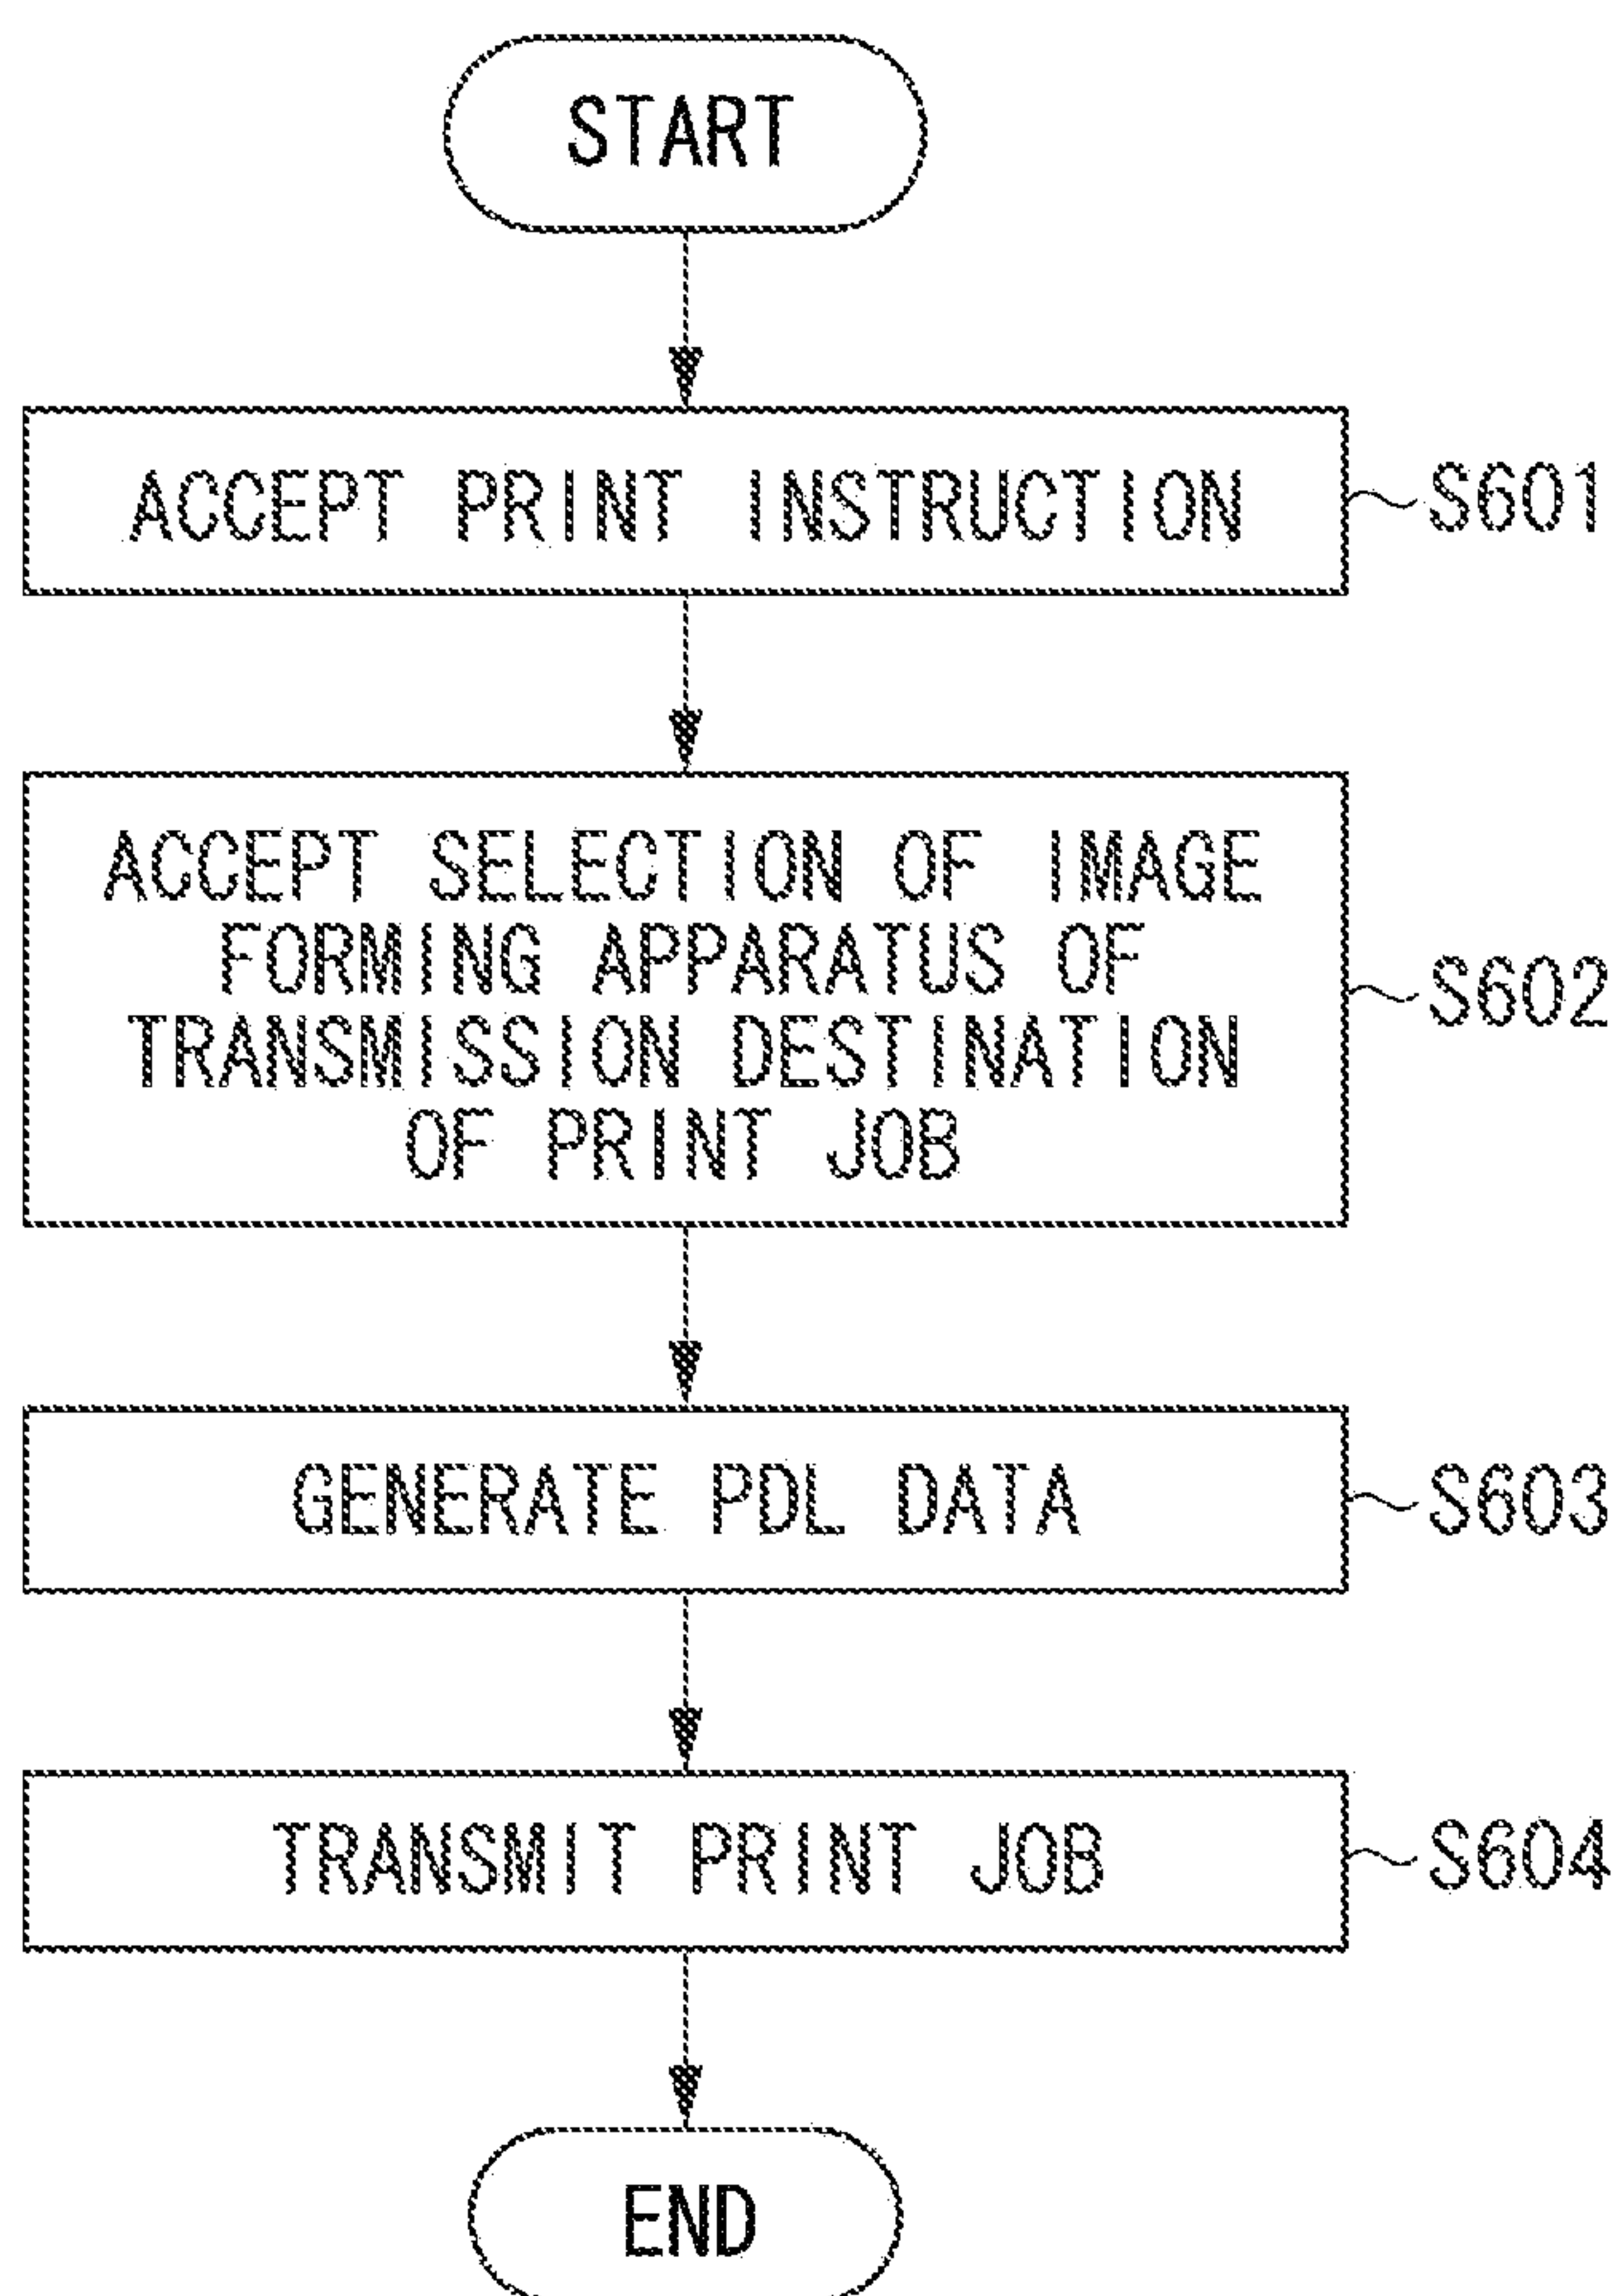 START
ACCEPT PRINT INSTRUCTION
S601
ACCEPT SELECTION OF IMAGE
FORMING APPARATUS OF
TRANSMISSION DESTINATION
OF PRINT JOB
S602
GENERATE PDL DATA
S603
TRANSMIT PRINT JOB
S604
END